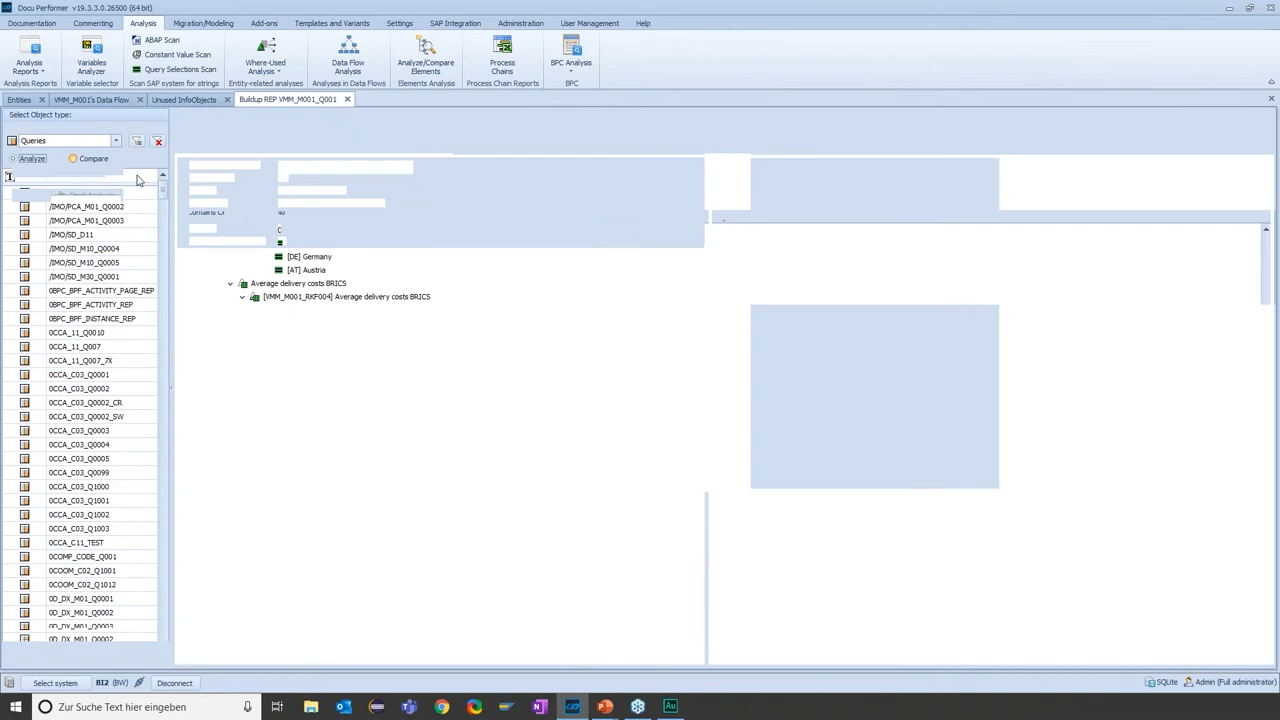 Docu Performer v19.3.3.0.26500 (64 bit)
Documentation Commenting Analysis Migration/Modeling Add-ons Templates and Variants Settings SAP Integration Administration User Management Help
Analysis Reports
Variables Analyzer
ABAP Scan
Constant Value Scan
Query Selections Scan
Where-Used Analysis
Data Flow Analysis
Analyze/Compare Elements
Process Chains
BPC Analysis
Analysis Reports Variable selector Scan SAP system for strings Entity-related analyses Analyses in Data Flows Elements Analysis Process Chain Reports BPC
Entities VMM_M001's Data Flow Unused InfoObjects Buildup REP VMM_M001_Q001
Select Object type:
Queries
Analyze Compare
/IMO/PCA_M01_Q0002
/IMO/PCA_M01_Q0003
/IMO/SD_D11
/IMO/SD_M10_Q0004
/IMO/SD_M10_Q0005
/IMO/SD_M30_Q0001
0BPC_BPF_ACTIVITY_PAGE_REP
0BPC_BPF_ACTIVITY_REP
0BPC_BPF_INSTANCE_REP
0CCA_11_Q0010
0CCA_11_Q007
0CCA_11_Q007_7X
0CCA_C03_Q0001
0CCA_C03_Q0002
0CCA_C03_Q0002_CR
0CCA_C03_Q0002_SW
0CCA_C03_Q0003
0CCA_C03_Q0004
0CCA_C03_Q0005
0CCA_C03_Q0099
0CCA_C03_Q1000
0CCA_C03_Q1001
0CCA_C03_Q1002
0CCA_C03_Q1003
0CCA_C11_TEST
0COMP_CODE_Q001
0COOM_C02_Q1001
0COOM_C02_Q1012
0D_DX_M01_Q0001
0D_DX_M01_Q0002
0D_DX_M01_Q0003
0D_DX_M01_Q0002
[DE] Germany
[AT] Austria
Average delivery costs BRICS
[VMM_M001_RKF004] Average delivery costs BRICS
Select system BI2 (BW) Disconnect SQLite Admin (Full administrator)
Zur Suche Text hier eingeben